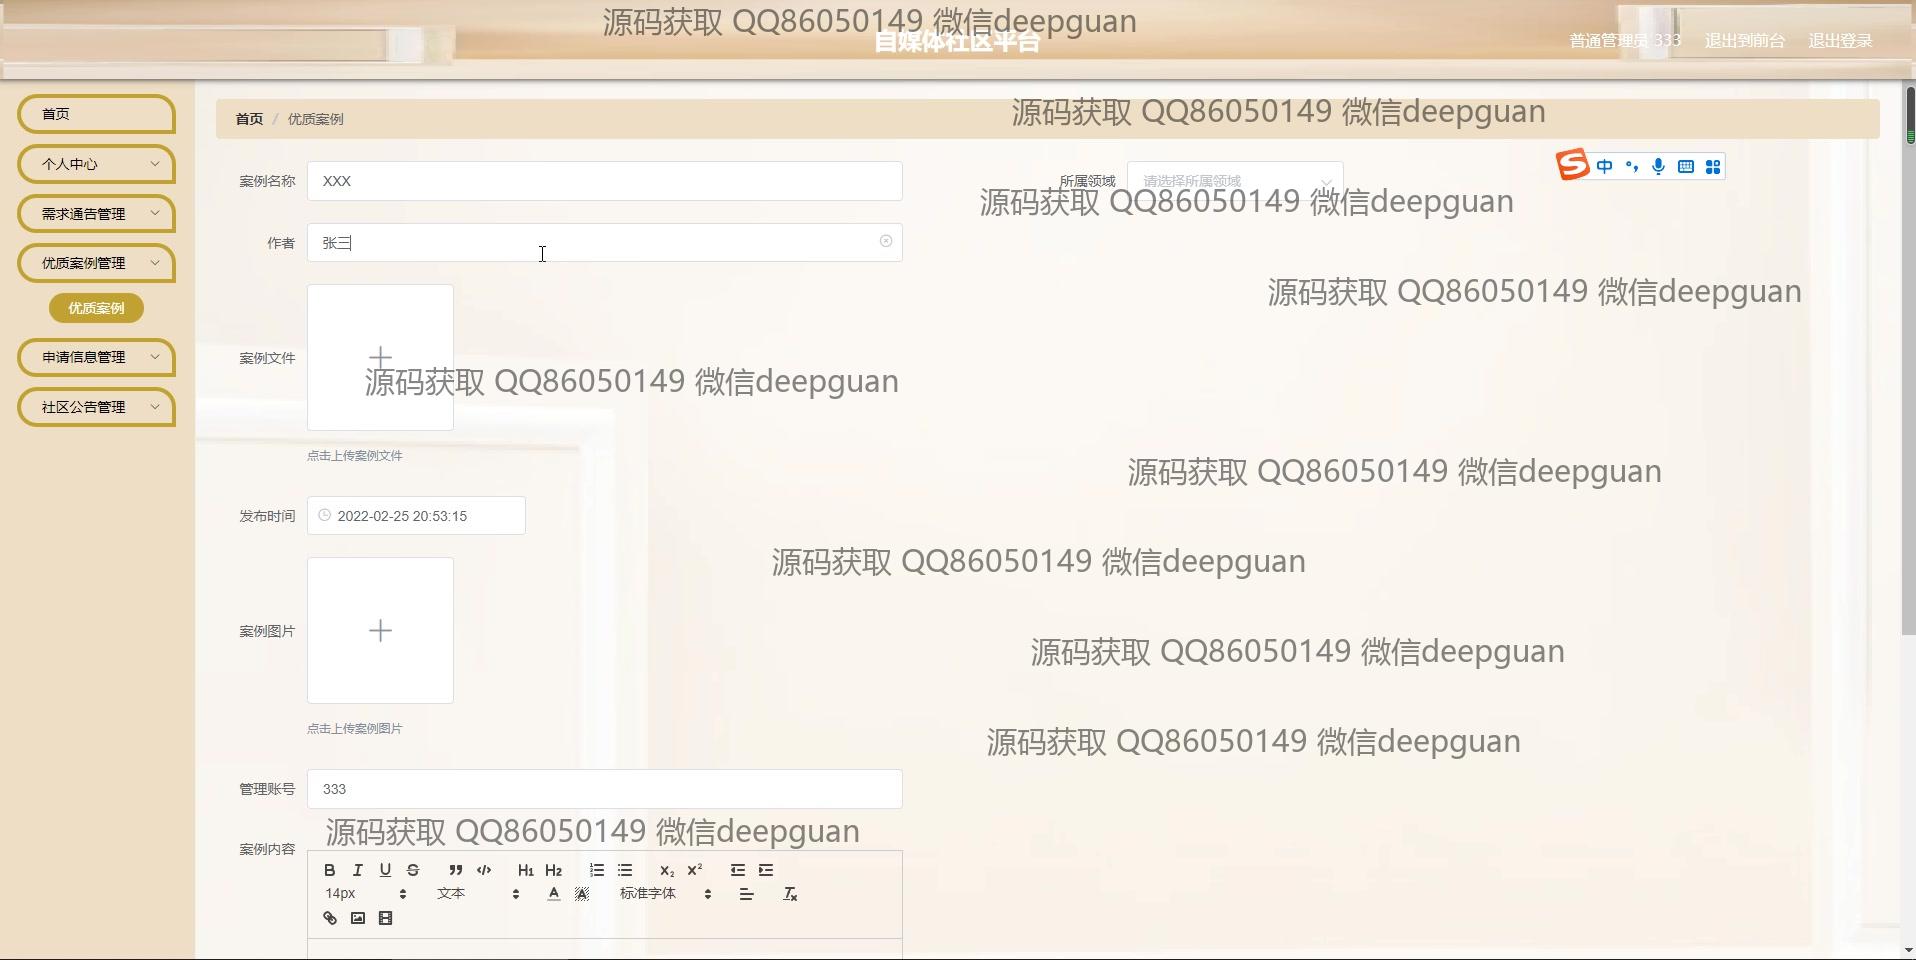 源码获取 QQ86050149 微信deepguan
自媒体社区平台
普通管理员 333 退出到前台 退出登录
首页
个人中心
需求通告管理
优质案例管理
优质案例
申请信息管理
社区公告管理
首页 / 优质案例
源码获取 QQ86050149 微信deepguan
案例名称 XXX
所属领域 请选择所属领域
S 中
源码获取 QQ86050149 微信deepguan
作者 张三
源码获取 QQ86050149 微信deepguan
案例文件
源码获取 QQ86050149 微信deepguan
点击上传案例文件
源码获取 QQ86050149 微信deepguan
发布时间 2022-02-25 20:53:15
源码获取 QQ86050149 微信deepguan
案例图片
源码获取 QQ86050149 微信deepguan
点击上传案例图片
源码获取 QQ86050149 微信deepguan
管理账号 333
源码获取 QQ86050149 微信deepguan
案例内容
B I U S H1 H2 X2 X2
14px 文本 A A 标准字体 Tx